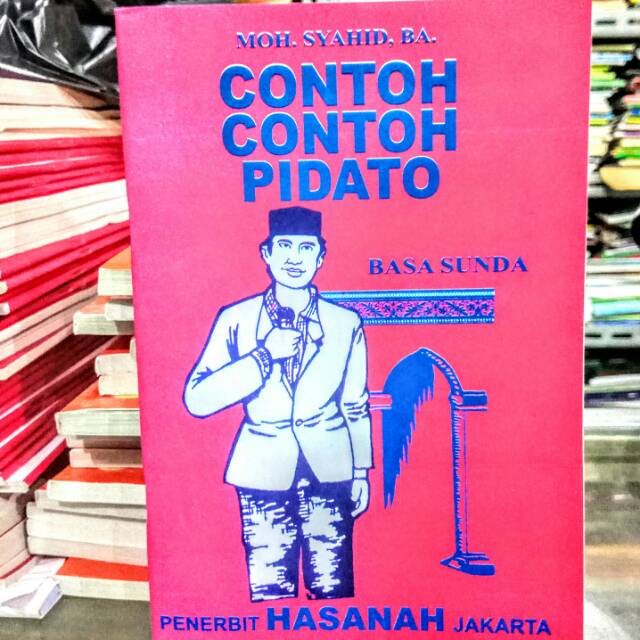 MOH. SYAHID, BA.
CONTOH
CONTOH
PIDATO
BASA SUNDA
PENERBIT HASANAH JAKARTA